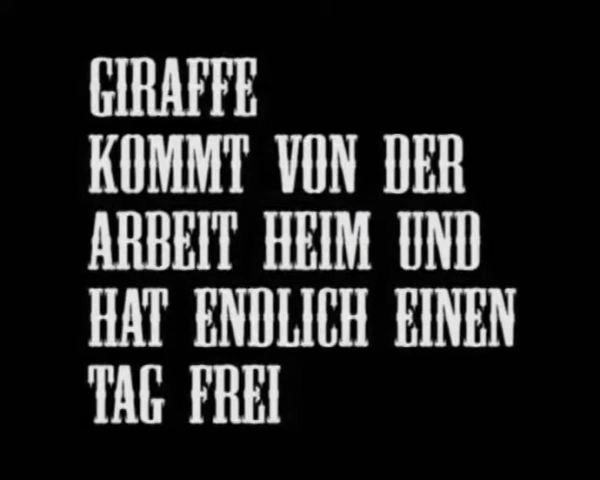 GIRAFFE
KOMMT VON DER
ARBEIT HEIM UND
HAT ENDLICH EINEN
TAG FREI